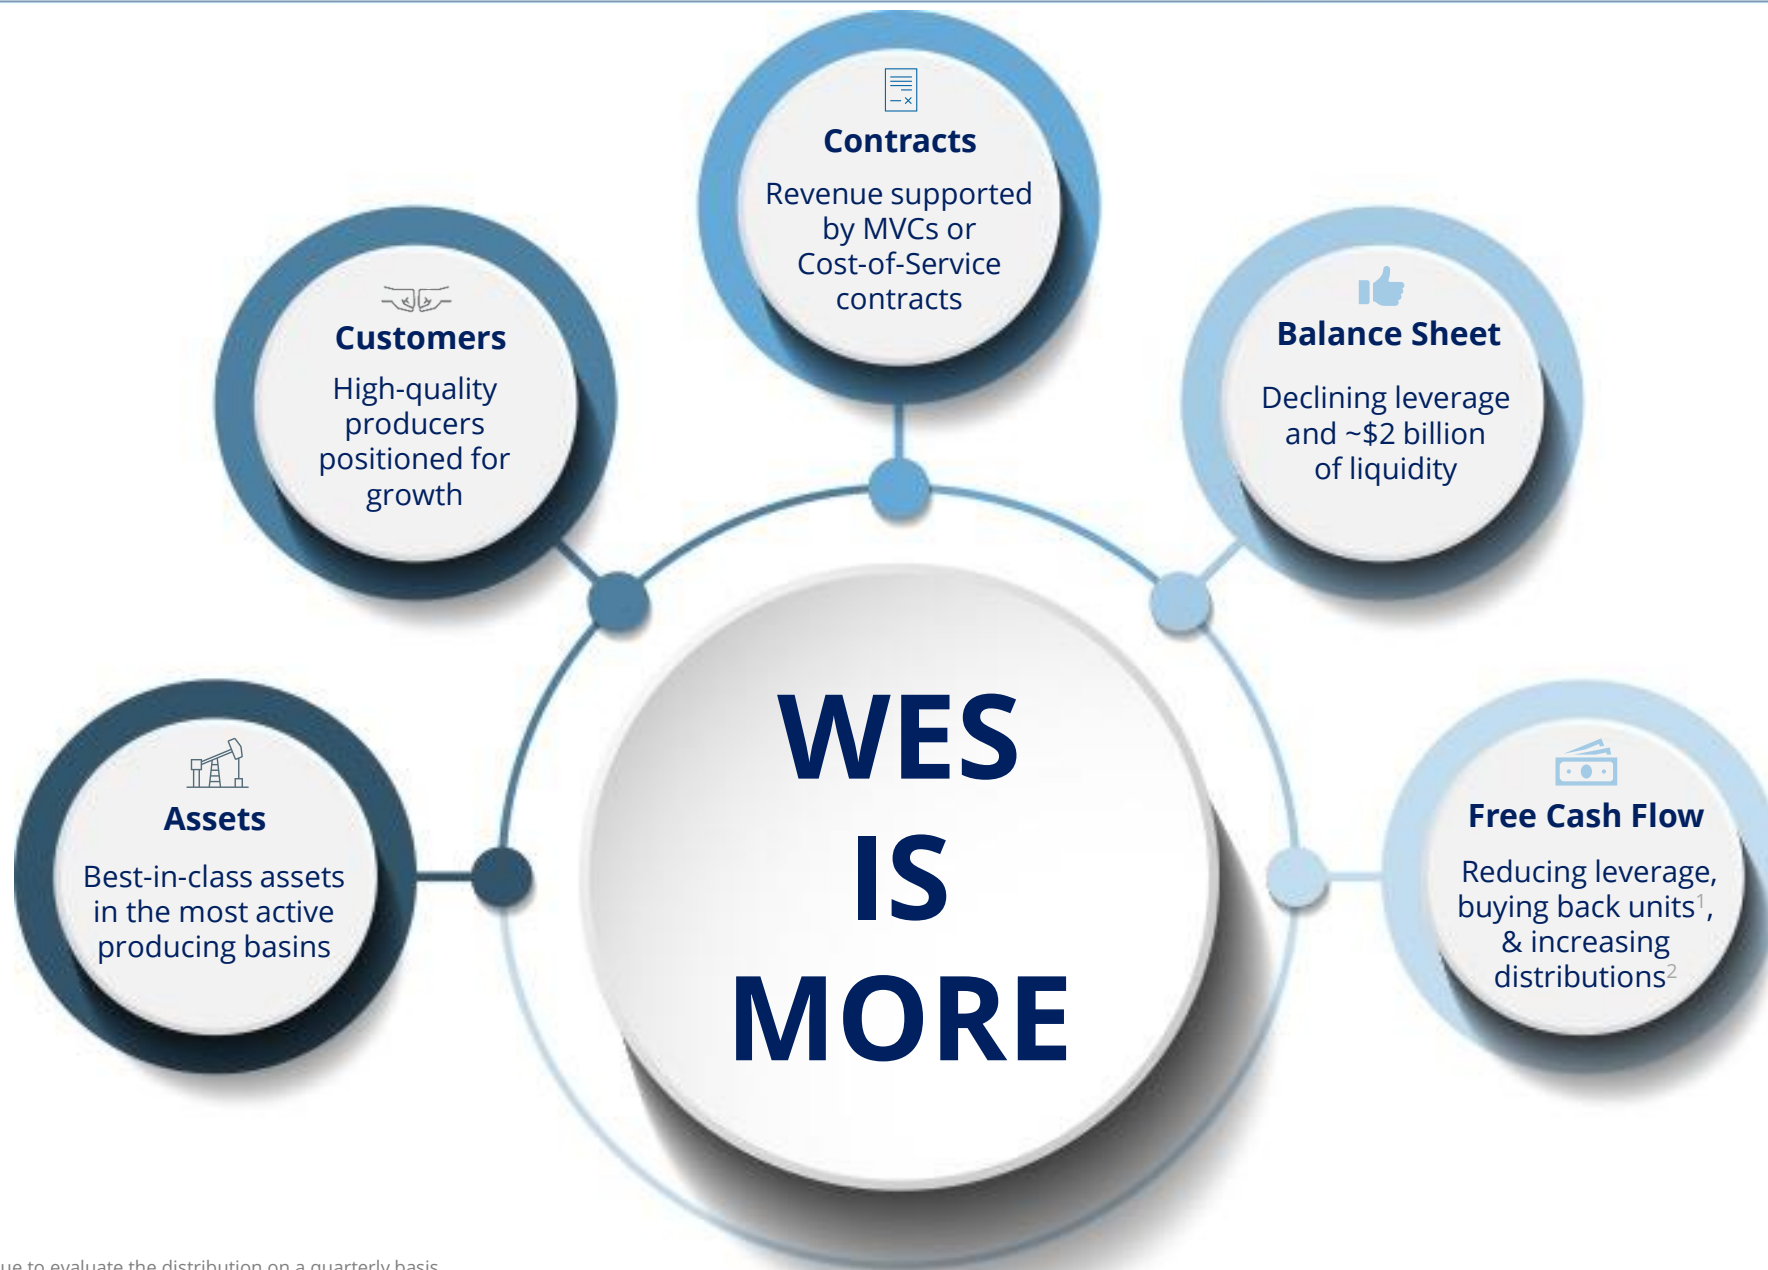 Contracts
Revenue supported
by MVCs or
Cost-of-Service
contracts
Customers
High-quality
producers
positioned for
growth
Balance Sheet
Declining leverage
and ~$2 billion
of liquidity
Assets
Best-in-class assets
in the most active
producing basins
WES
IS
MORE
Free Cash Flow
Reducing leverage,
buying back units¹,
& increasing
distributions²
to evaluate the distribution on a quarterly basis